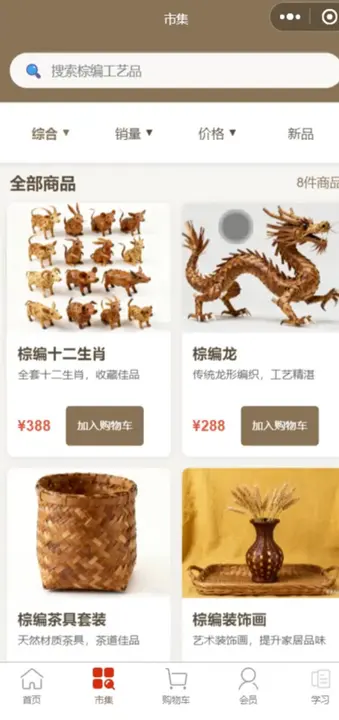 市集
搜索棕编工艺品
综合 ▼ 销量 ▼ 价格 ▼ 新品
全部商品 8件商品
棕编十二生肖
全套十二生肖，收藏佳品
¥388 加入购物车
棕编龙
传统龙形编织，工艺精湛
¥288 加入购物车
棕编茶具套装
天然材质茶具，茶道佳品
棕编装饰画
艺术装饰画，提升家居品味
首页 市集 购物车 会员 学习